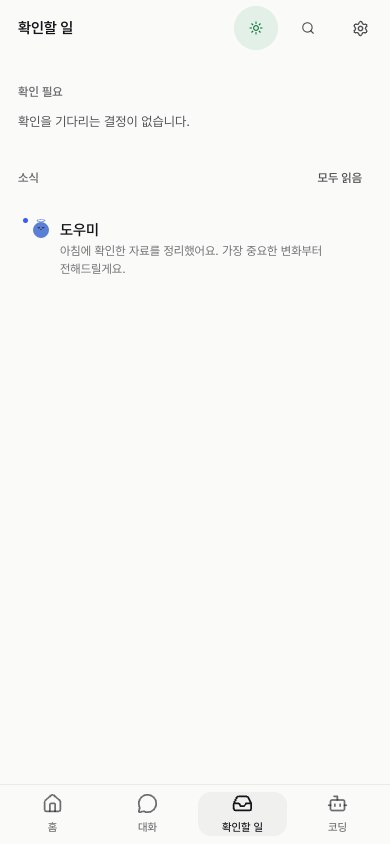 확인할 일
확인 필요
확인을 기다리는 결정이 없습니다.
소식
모두 읽음
도우미
아침에 확인한 자료를 정리했어요. 가장 중요한 변화부터
전해드릴게요.
홈
대화
확인할 일
코딩